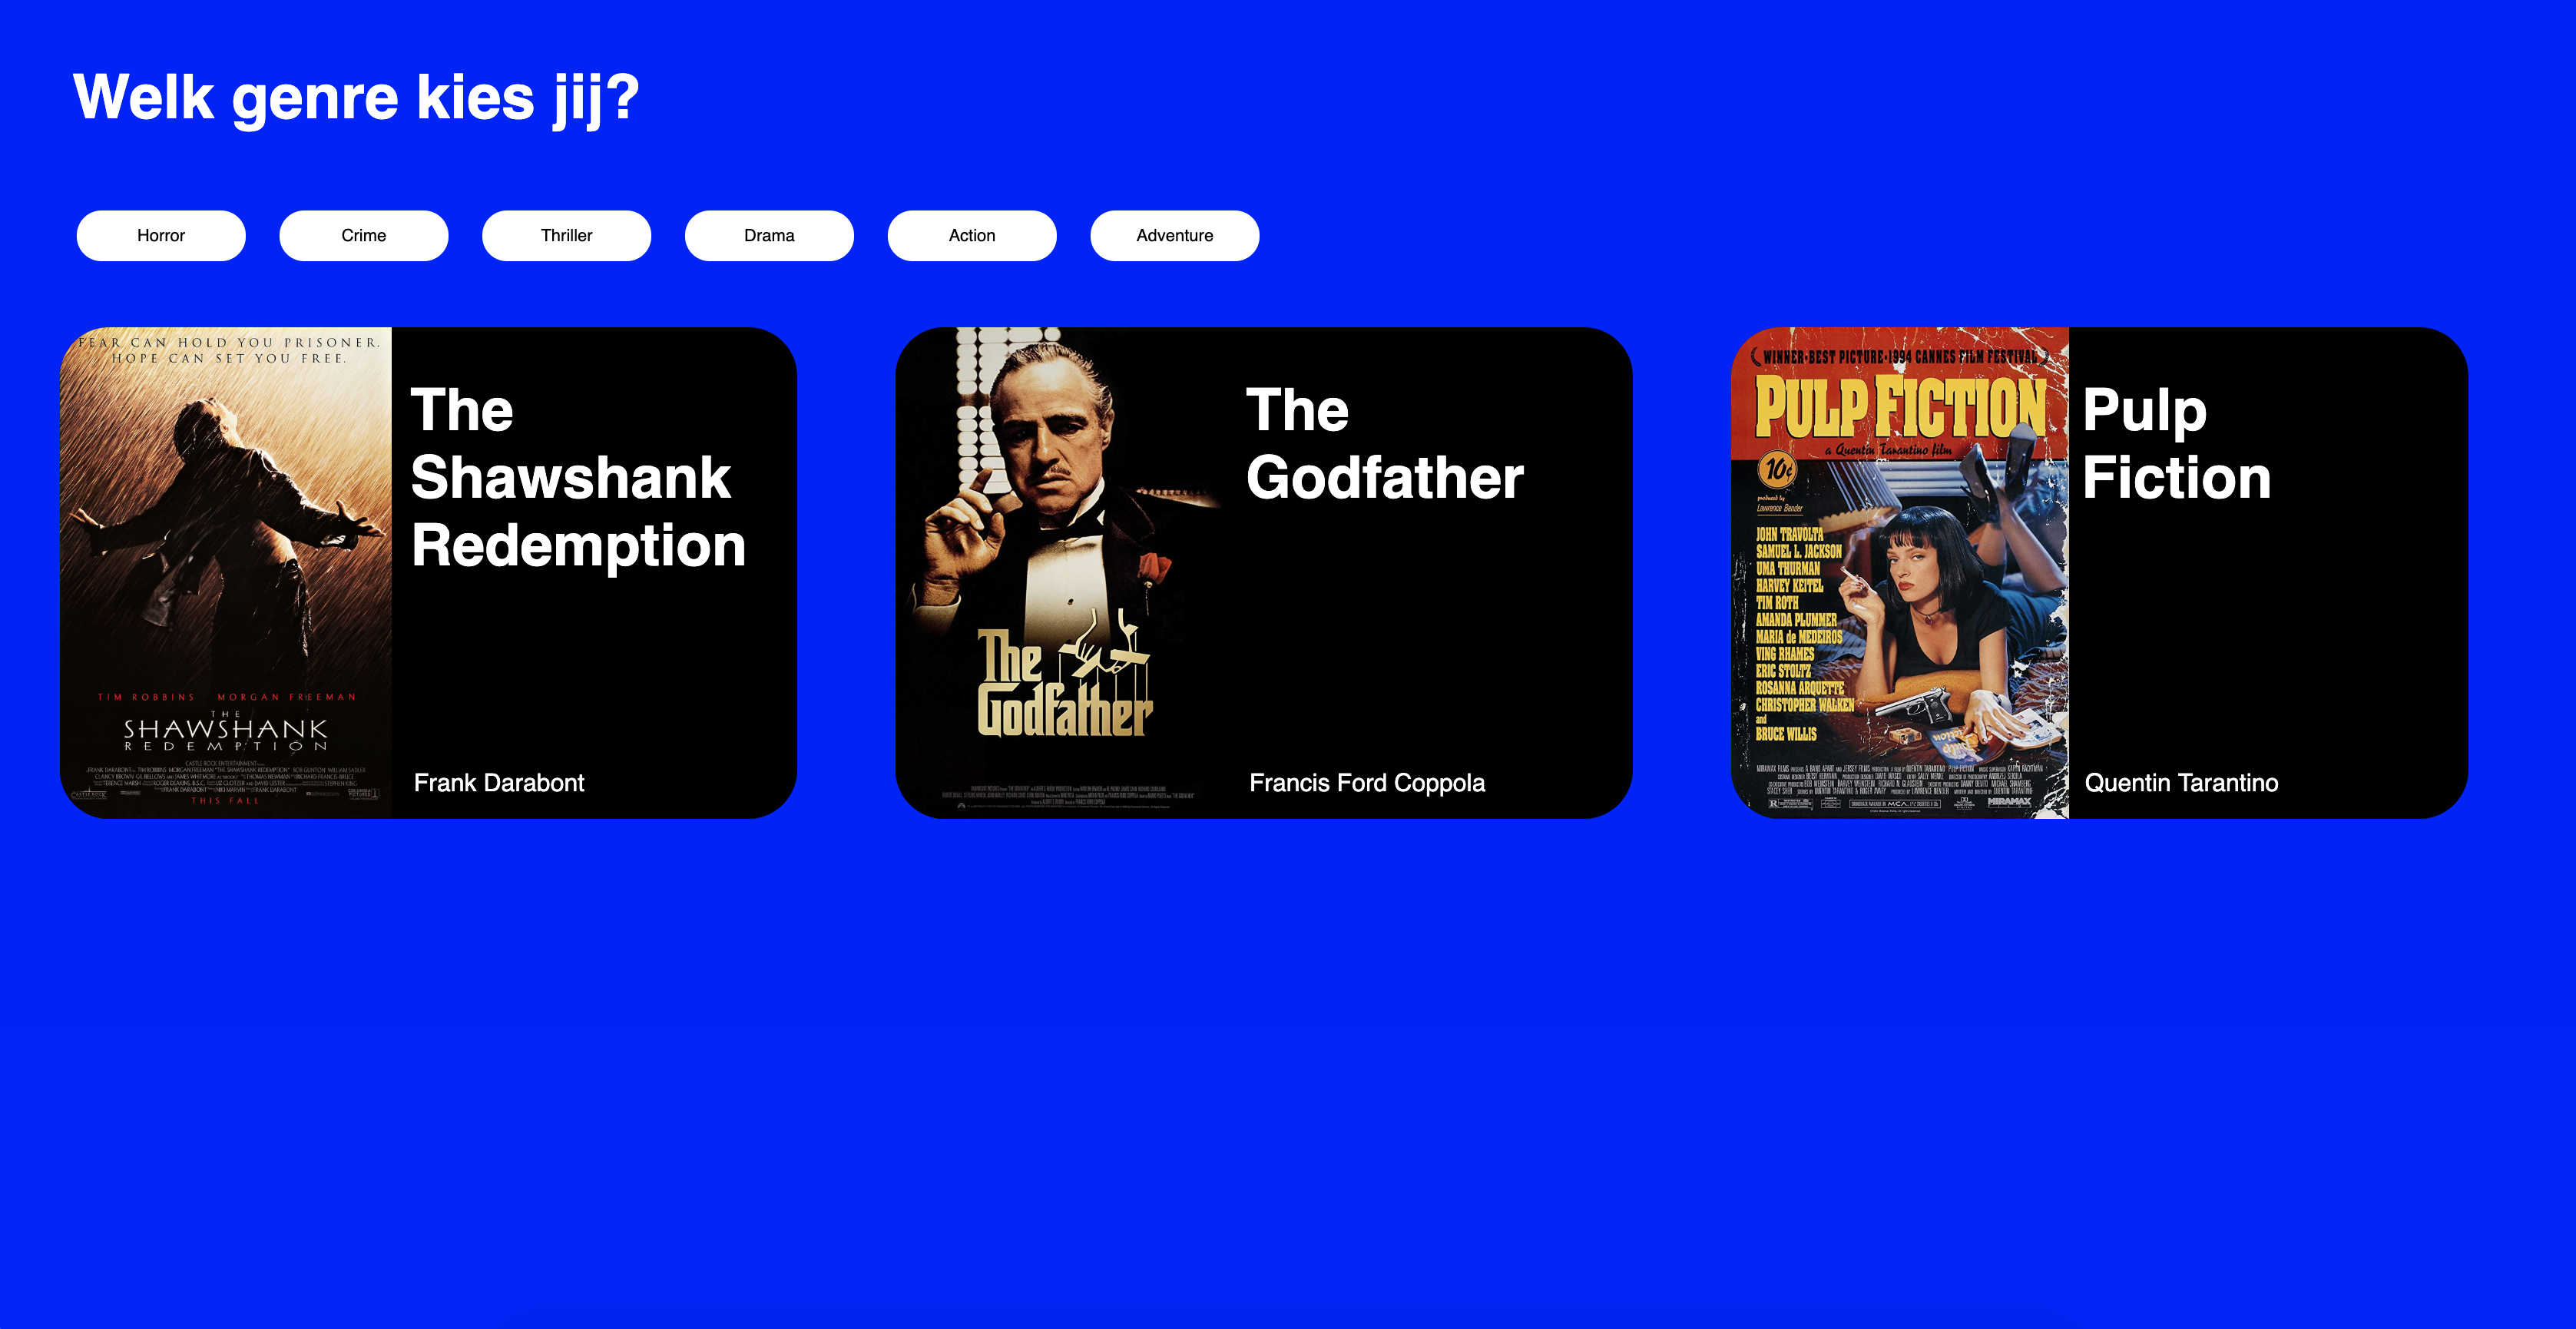 Welk genre kies jij?
Horror
Crime
Thriller
Drama
Action
Adventure
FEAR CAN HOLD YOU PRISONER.
HOPE CAN SET YOU FREE.
TIM ROBBINS MORGAN FREEMAN
THE
SHAWSHANK
REDEMPTION
THIS FALL
The
Shawshank
Redemption
Frank Darabont
The
Godfather
The
Godfather
Francis Ford Coppola
WINNER-BEST PICTURE-1994 CANNES FILM FESTIVAL
PULP FICTION
a Quentin Tarantino film
10¢
produced by
Lawrence Bender
JOHN TRAVOLTA
SAMUEL L. JACKSON
UMA THURMAN
HARVEY KEITEL
TIM ROTH
AMANDA PLUMMER
MARIA de MEDEIROS
VING RHAMES
ERIC STOLTZ
ROSANNA ARQUETTE
CHRISTOPHER WALKEN
and
BRUCE WILLIS
MIRAMAX
Pulp
Fiction
Quentin Tarantino